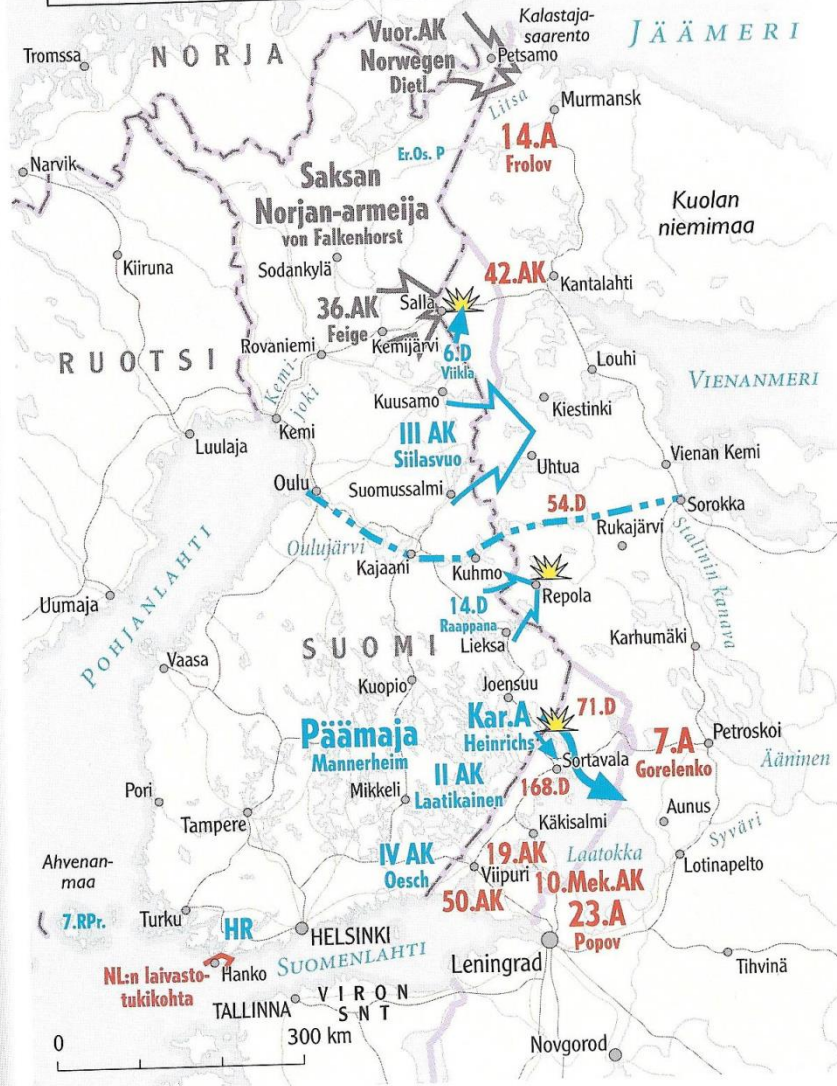 Vuor.AK
Norwegen
Dietl
Kalastaja-
saarento
JÄÄMERI
NORJA
Tromssa
Petsamo
Litsa
Murmansk
14.A
Frolov
Er.Os. P
Narvik
Saksan
Norjan-armeija
von Falkenhorst
Kuolan
niemimaa
Kiiruna
Sodankylä
42.AK
Kantalahti
Salla
36.AK
Feige
Kemijärvi
Rovaniemi
6.D
Viikla
RUOTSI
Louhi
Kemi-
joki
VIENANMERI
Kuusamo
Kiestinki
Kemi
Luulaja
III AK
Siilasvuo
Uhtua
Vienan Kemi
Oulu
Suomussalmi
54.D
Sorokka
Rukajärvi
Oulujärvi
Stalinin kanava
Kajaani
Kuhmo
Uumaja
Repola
14.D
Raappana
POHJANLAHTI
Lieksa
SUOMI
Karhumäki
Vaasa
Kuopio
Joensuu
71.D
Päämaja
Mannerheim
Kar.A
Heinrichs
7.A
Gorelenko
Petroskoi
Ääninen
Sortavala
II AK
Laatikainen
168.D
Pori
Mikkeli
Aunus
Tampere
Käkisalmi
Syväri
IV AK
Oesch
19.AK
Laatokka
Lotinapelto
Viipuri
10.Mek.AK
50.AK
23.A
Popov
Ahvenan-
maa
7.RPr.
Turku
HR
HELSINKI
SUOMENLAHTI
Leningrad
Tihvinä
NL:n laivasto-
tukikohta
Hanko
TALLINNA
VIRON
SNT
0
300 km
Novgorod